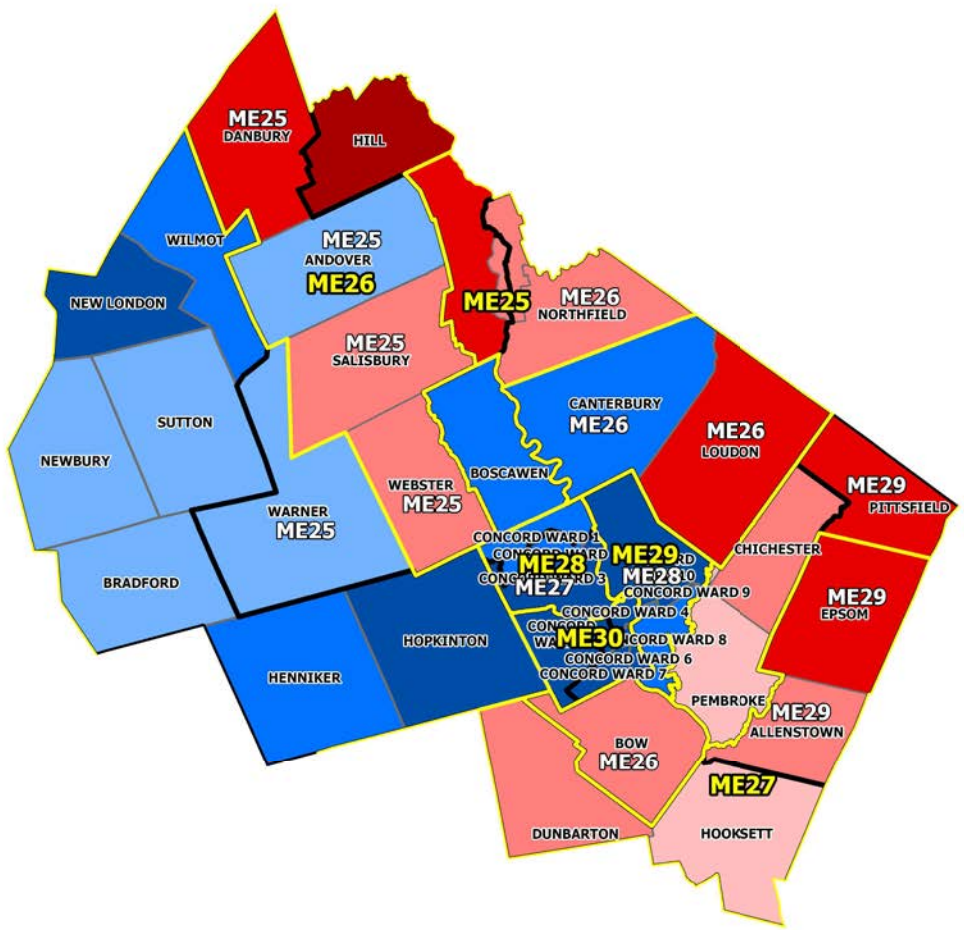 ME25
DANBURY
HILL
WILMOT
ME25
ANDOVER
ME26
NEW LONDON
ME25
ME26
NORTHFIELD
ME25
SALISBURY
CANTERBURY
ME26
ME26
LOUDON
SUTTON
NEWBURY
BOSCAWEN
WEBSTER
ME25
ME29
PITTSFIELD
WARNER
ME25
CONCORD WARD 1
CHICHESTER
ME28
ME29
CONCORD WARD 3
ME27
ME28
10
BRADFORD
CONCORD WARD 9
ME29
EPSOM
CONCORD WARD 4
CONCORD
ME30
CONCORD WARD 8
HOPKINTON
CONCORD WARD 6
CONCORD WARD 7
HENNIKER
PEMBROKE
ME29
ALLENSTOWN
BOW
ME26
ME27
DUNBARTON
HOOKSETT